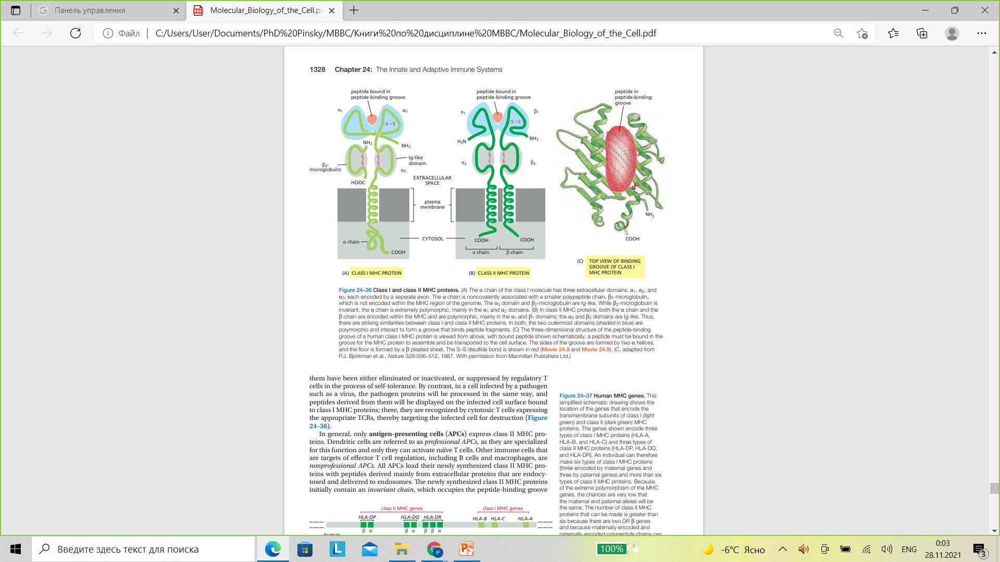 Панель управления
Molecular_Biology_of_the_Cell.p
Файл
C:/Users/User/Documents/PhD%20Pinsky/MBBC/Книги%20по%20дисциплине%20MBBC/Molecular_Biology_of_the_Cell.pdf
1328 Chapter 24: The Innate and Adaptive Immune Systems
peptide bound in
peptide-binding groove
α1
α2
-S -S
NH2
NH2
S
S
S
S
Ig-like
domain
β2-
microglobulin
α3
HOOC
EXTRACELLULAR
SPACE
plasma
membrane
CYTOSOL
α chain
COOH
(A) CLASS I MHC PROTEIN
peptide bound in
peptide-binding groove
α1
β1
-S -S
H2N
NH2
S
S
S
S
α2
β2
COOH
COOH
α chain
β chain
(B) CLASS II MHC PROTEIN
peptide in
peptide-binding
groove
NH2
COOH
(C) TOP VIEW OF BINDING
GROOVE OF CLASS I
MHC PROTEIN
Figure 24–36 Class I and class II MHC proteins. (A) The α chain of the class I molecule has three extracellular domains, α1, α2, and
α3, each encoded by a separate exon. The α chain is noncovalently associated with a smaller polypeptide chain, β2-microglobulin,
which is not encoded within the MHC region of the genome. The α3 domain and β2-microglobulin are Ig-like. While β2-microglobulin is
invariant, the α chain is extremely polymorphic, mainly in the α1 and α2 domains. (B) In class II MHC proteins, both the α chain and the
β chain are encoded within the MHC and are polymorphic, mainly in the α1 and β1 domains; the α2 and β2 domains are Ig-like. Thus,
there are striking similarities between class I and class II MHC proteins. In both, the two outermost domains (shaded in blue) are
polymorphic and interact to form a groove that binds peptide fragments. (C) The three-dimensional structure of the peptide-binding
groove of a human class I MHC protein is viewed from above, with bound peptide shown schematically; a peptide must be bound in the
groove for the MHC protein to assemble and be transported to the cell surface. The sides of the groove are formed by two α helices,
and the floor is formed by a β pleated sheet. The S–S disulfide bond is shown in red (Movie 24.8 and Movie 24.9). (C, adapted from
P.J. Bjorkman et al., Nature 329:506–512, 1987. With permission from Macmillan Publishers Ltd.)
them have been either eliminated or inactivated, or suppressed by regulatory T
cells in the process of self-tolerance. By contrast, in a cell infected by a pathogen
such as a virus, the pathogen proteins will be processed in the same way, and
peptides derived from them will be displayed on the infected cell surface bound
to class I MHC proteins; there, they are recognized by cytotoxic T cells expressing
the appropriate TCRs, thereby targeting the infected cell for destruction (Figure
24–38).
In general, only antigen-presenting cells (APCs) express class II MHC pro-
teins. Dendritic cells are referred to as professional APCs, as they are specialized
for this function and only they can activate naïve T cells. Other immune cells that
are targets of effector T cell regulation, including B cells and macrophages, are
nonprofessional APCs. All APCs load their newly synthesized class II MHC pro-
teins with peptides derived mainly from extracellular proteins that are endocy-
tosed and delivered to endosomes. The newly synthesized class II MHC proteins
initially contain an invariant chain, which occupies the peptide-binding groove
Figure 24–37 Human MHC genes. This
simplified schematic drawing shows the
location of the genes that encode the
transmembrane subunits of class I (light
green) and class II (dark green) MHC
proteins. The genes shown encode three
types of class I MHC proteins (HLA-A,
HLA-B, and HLA-C) and three types of
class II MHC proteins (HLA-DP, HLA-DQ,
and HLA-DR). An individual can therefore
make six types of class I MHC proteins
(three encoded by maternal genes and
three by paternal genes) and more than six
types of class II MHC proteins. Because
of the extreme polymorphism of the MHC
genes, the chances are very low that
the maternal and paternal alleles will be
the same. The number of class II MHC
proteins that can be made is greater than
six because there are two DR β genes
and because maternally encoded and
paternally encoded polypeptide chains can
class II MHC genes
class I MHC genes
HLA-DP HLA-DQ HLA-DR HLA-B HLA-C HLA-A
β α β α β β α
human
Введите здесь текст для поиска
100%
-6°C Ясно
ENG
0:03
28.11.2021
3